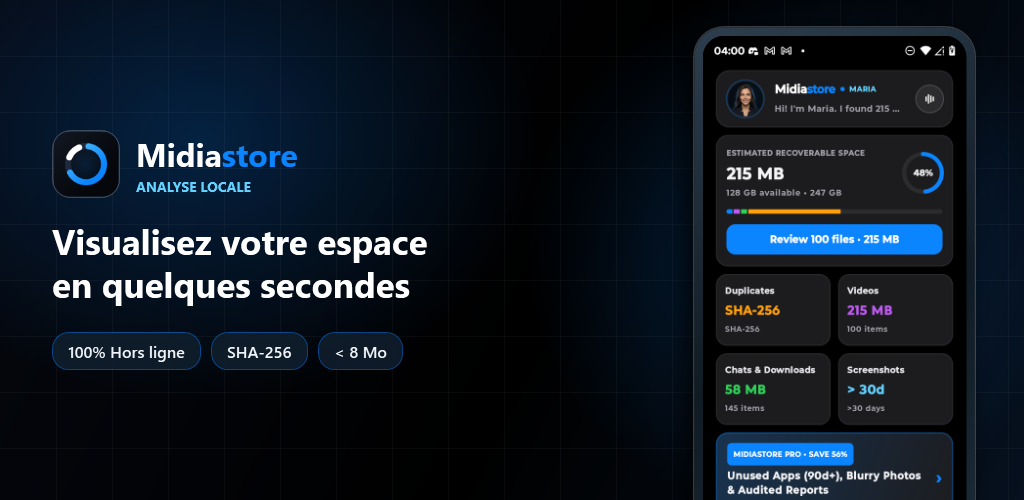 Midiastore
ANALYSE LOCALE
Visualisez votre espace
en quelques secondes
100% Hors ligne
SHA-256
< 8 Mo
04:00
Midiastore • MARIA
Hi! I'm Maria. I found 215 ...
ESTIMATED RECOVERABLE SPACE
215 MB
128 GB available • 247 GB
48%
Review 100 files • 215 MB
Duplicates
SHA-256
SHA-256
Videos
215 MB
100 items
Chats & Downloads
58 MB
145 items
Screenshots
> 30d
>30 days
MIDIASTORE PRO • SAVE 56%
Unused Apps (90d+), Blurry Photos
& Audited Reports